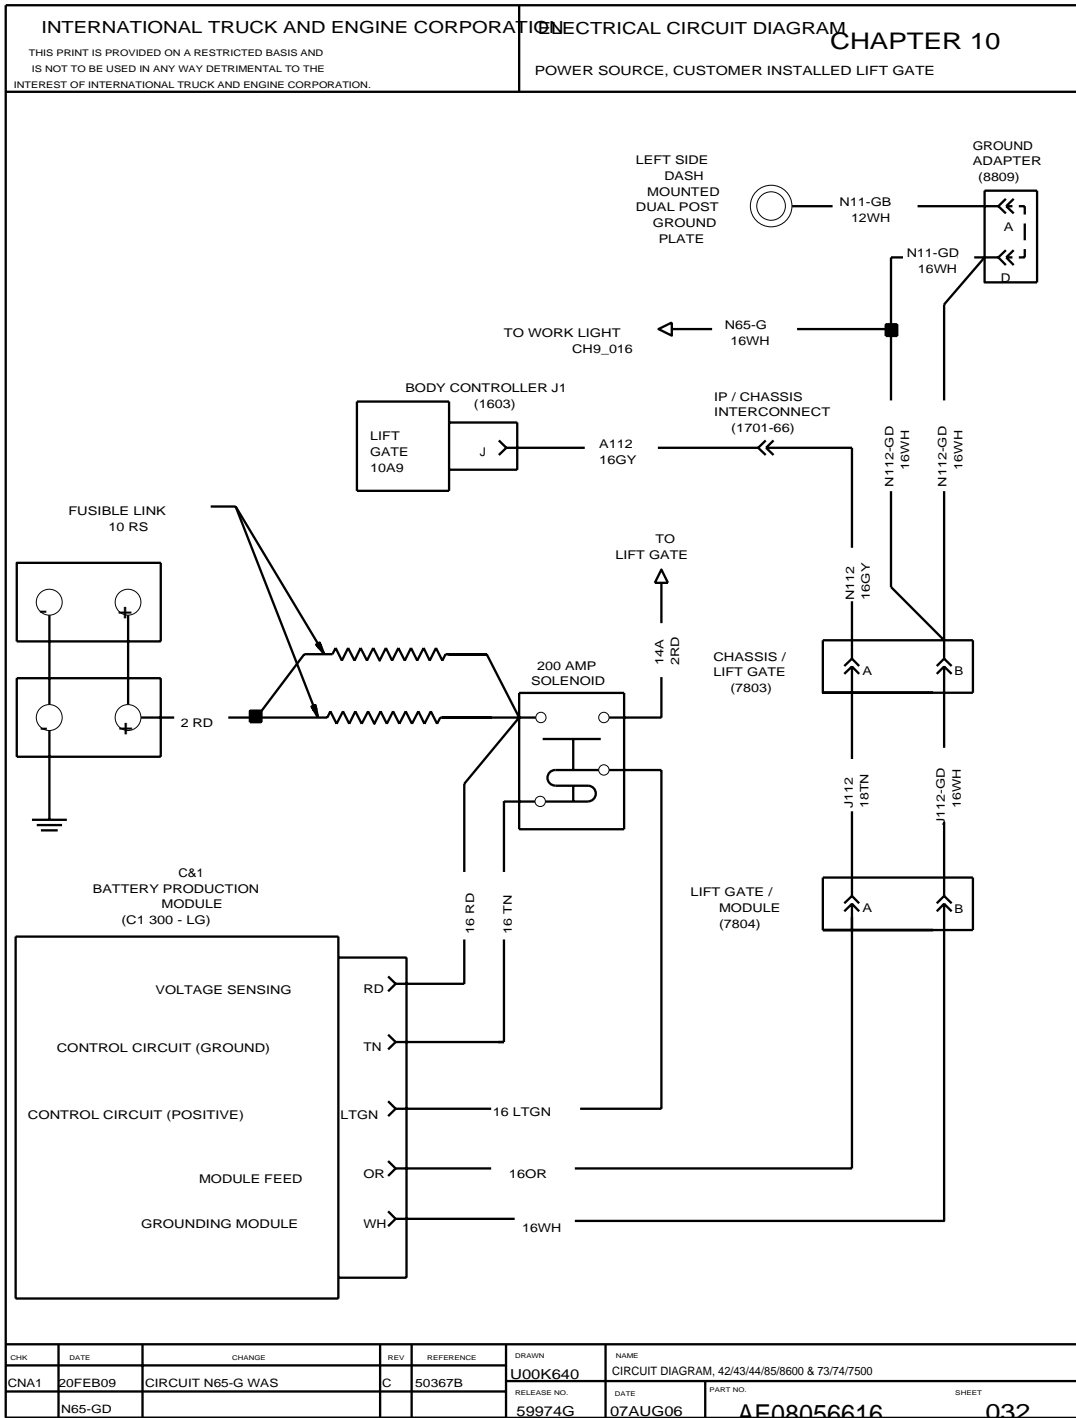 INTERNATIONAL TRUCK AND ENGINE CORPORATION
THIS PRINT IS PROVIDED ON A RESTRICTED BASIS AND
IS NOT TO BE USED IN ANY WAY DETRIMENTAL TO THE
INTEREST OF INTERNATIONAL TRUCK AND ENGINE CORPORATION.
ELECTRICAL CIRCUIT DIAGRAM
CHAPTER 10
POWER SOURCE, CUSTOMER INSTALLED LIFT GATE
GROUND
ADAPTER
(8809)
LEFT SIDE
DASH
MOUNTED
DUAL POST
GROUND
PLATE
N11-GB
12WH
A
N11-GD
16WH
D
TO WORK LIGHT
CH9_016
N65-G
16WH
BODY CONTROLLER J1
(1603)
LIFT
GATE
10A9
J
A112
16GY
IP / CHASSIS
INTERCONNECT
(1701-66)
N112-GD
16WH
N112-GD
16WH
FUSIBLE LINK
10 RS
TO
LIFT GATE
N112
16GY
-
+
14A
2RD
CHASSIS /
LIFT GATE
(7803)
A
B
200 AMP
SOLENOID
-
+
2 RD
J112
18TN
J112-GD
16WH
C&1
BATTERY PRODUCTION
MODULE
(C1 300 - LG)
16 RD
16 TN
LIFT GATE /
MODULE
(7804)
A
B
VOLTAGE SENSING
RD
CONTROL CIRCUIT (GROUND)
TN
CONTROL CIRCUIT (POSITIVE)
LTGN
16 LTGN
MODULE FEED
OR
16OR
GROUNDING MODULE
WH
16WH
CHK DATE CHANGE REV REFERENCE
CNA1 20FEB09 CIRCUIT N65-G WAS C 50367B
N65-GD
DRAWN
U00K640
NAME
CIRCUIT DIAGRAM, 42/43/44/85/8600 & 73/74/7500
RELEASE NO.
59974G
DATE
07AUG06
PART NO.
AE08056616
SHEET
032